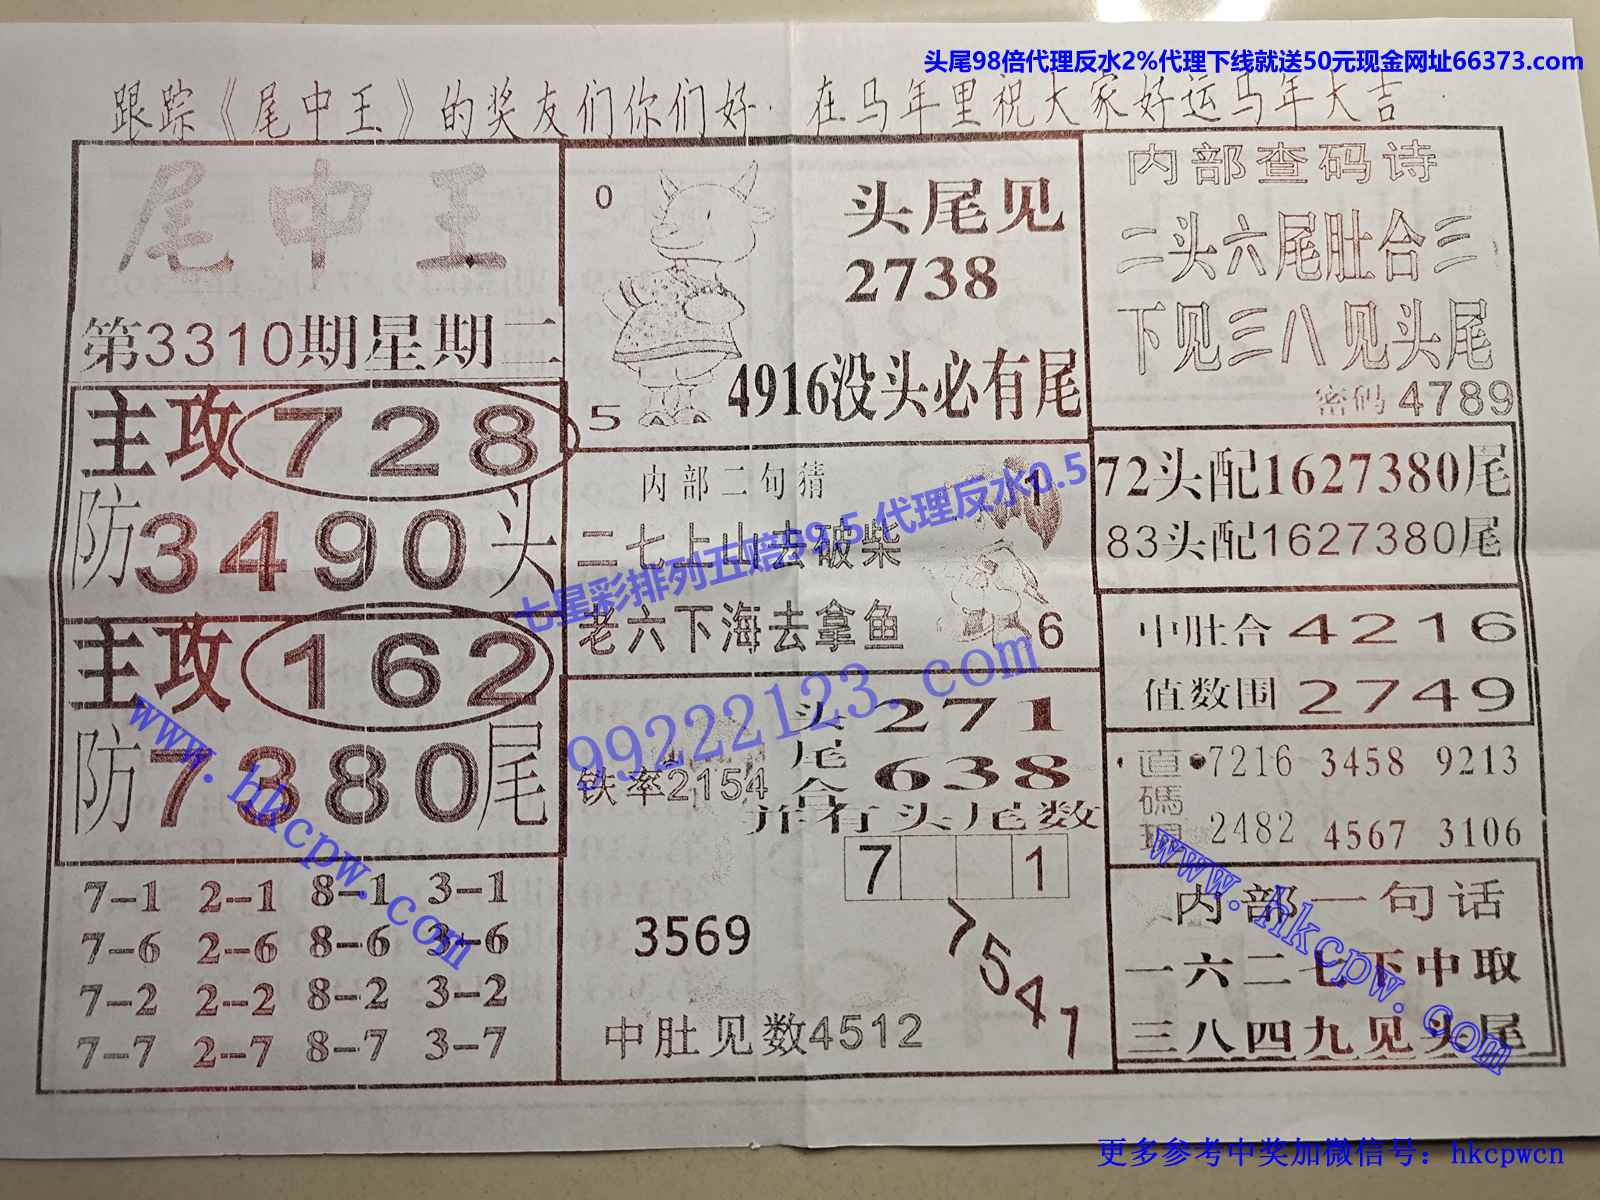 头尾98倍代理反水2%代理下线就送50元现金网址66373.com
跟踪《尾中王》的奖友们你们好. 在马年里祝大家好运马年大吉.
尾中王
第3310期星期二
主攻728
防3490头
主攻162
防7380尾
7-1 2-1 8-1 3-1
7-6 2-6 8-6 3-6
7-2 2-2 8-2 3-2
7-7 2-7 8-7 3-7
0
头尾见
2738
4916没头必有尾
5
内部二句猜
1
二七上山去破柴
老六下海去拿鱼
6
七星彩排列五赔99.5代理反水0.5
99222123.com
头尾合
271
638
铁率2154
并有头尾数
7 1
3569
7541
中肚见数4512
内部查码诗
二头六尾肚合三
下见三八见头尾
密码4789
72头配1627380尾
83头配1627380尾
中肚合4216
值数围2749
直碼
7216 3458 9213
2482 4567 3106
内部一句话
一六二七下中取
三八四九见头尾
www.hkcpw.com
www.hkcpw.com
更多参考中奖加微信号：hkcpwcn